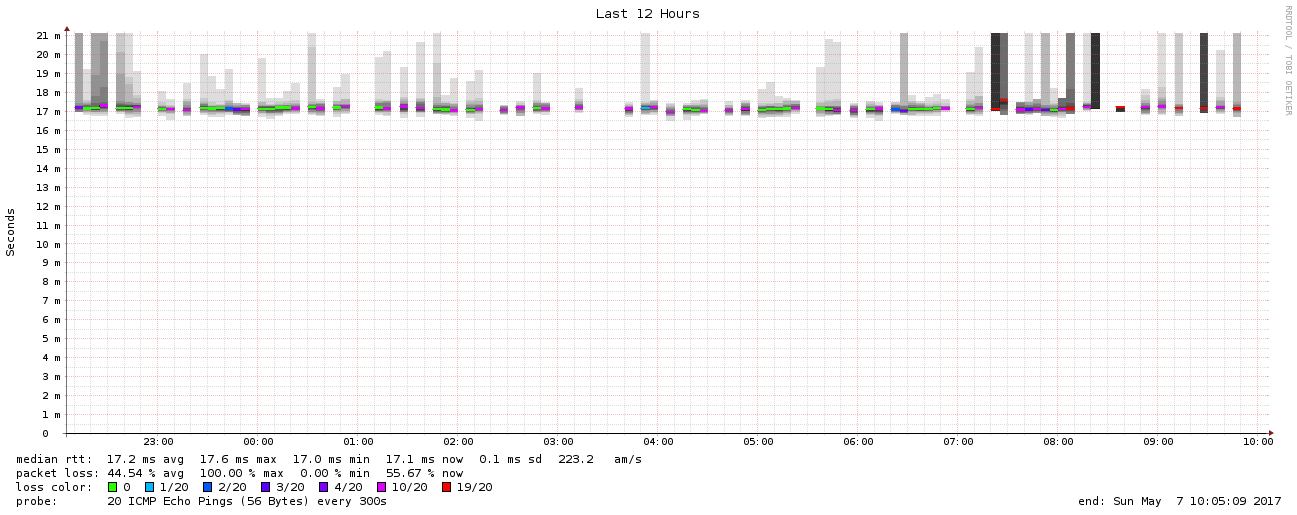 Last 12 Hours
RRDTOOL / TOBI OETIKER
Seconds
21 m
20 m
19 m
18 m
17 m
16 m
15 m
14 m
13 m
12 m
11 m
10 m
9 m
8 m
7 m
6 m
5 m
4 m
3 m
2 m
1 m
0
23:00 00:00 01:00 02:00 03:00 04:00 05:00 06:00 07:00 08:00 09:00 10:00
median rtt: 17.2 ms avg 17.6 ms max 17.0 ms min 17.1 ms now 0.1 ms sd 223.2 am/s
packet loss: 44.54 % avg 100.00 % max 0.00 % min 55.67 % now
loss color: 0 1/20 2/20 3/20 4/20 10/20 19/20
probe: 20 ICMP Echo Pings (56 Bytes) every 300s end: Sun May 7 10:05:09 2017